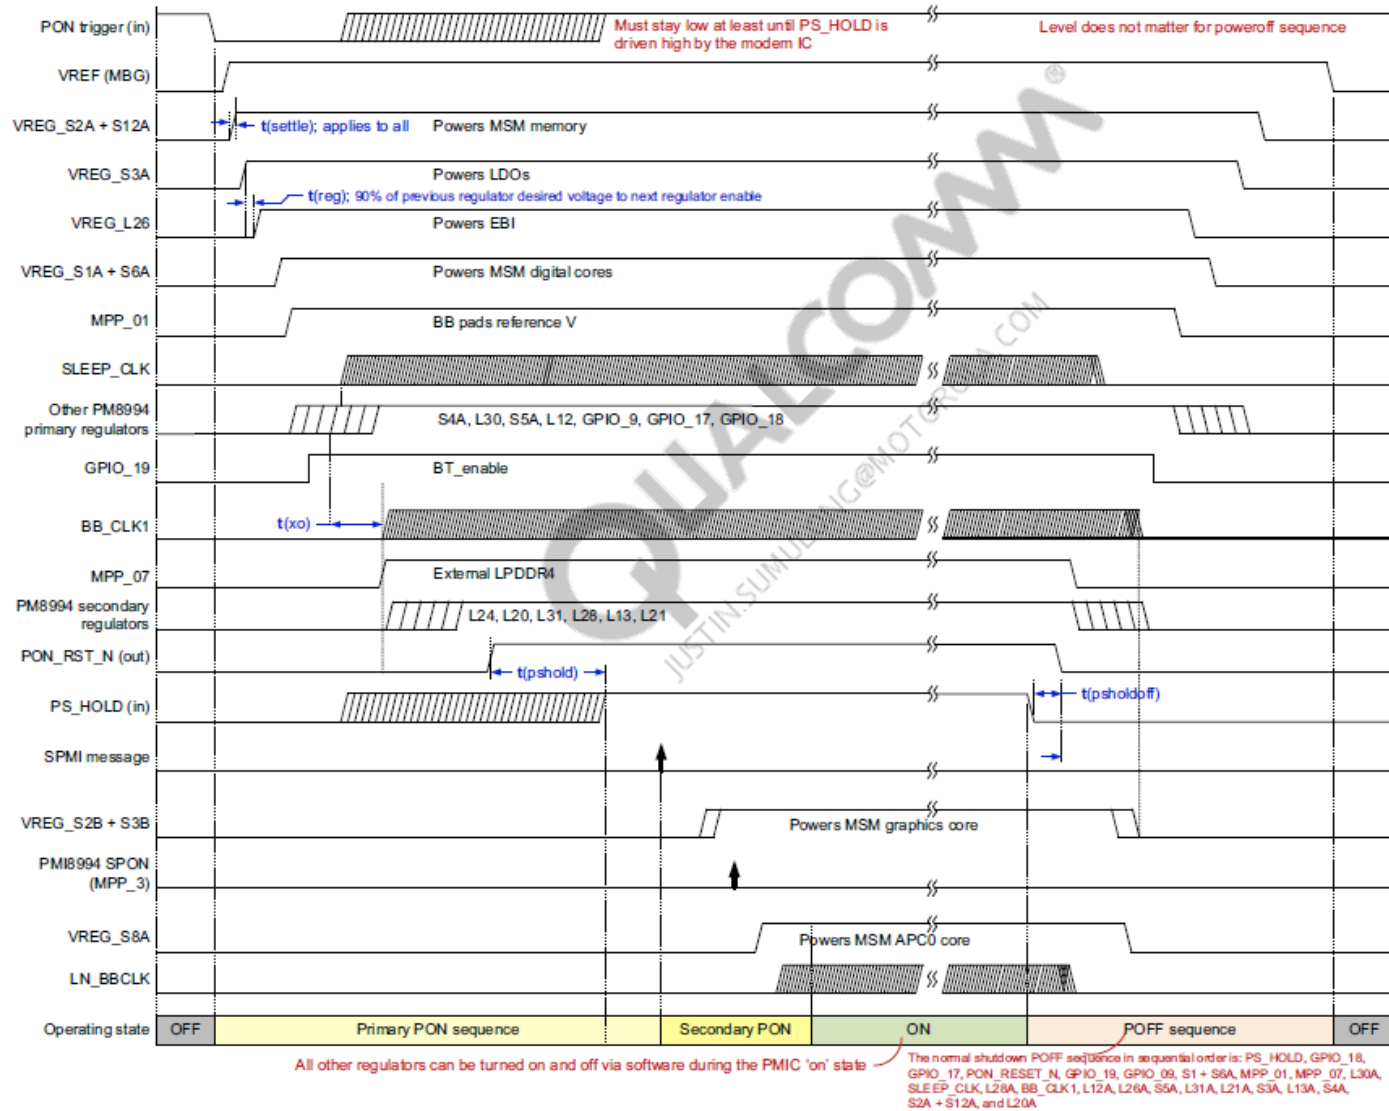 PON trigger (in)
Must stay low at least until PS_HOLD is
driven high by the modem IC
Level does not matter for poweroff sequence
VREF (MBG)
VREG_S2A + S12A
t(settle); applies to all
Powers MSM memory
VREG_S3A
Powers LDOs
t(reg); 90% of previous regulator desired voltage to next regulator enable
VREG_L26
Powers EBI
VREG_S1A + S6A
Powers MSM digital cores
MPP_01
BB pads reference V
SLEEP_CLK
Other PM8994
primary regulators
S4A, L30, S5A, L12, GPIO_9, GPIO_17, GPIO_18
GPIO_19
BT_enable
BB_CLK1
t(xo)
MPP_07
External LPDDR4
PM8994 secondary
regulators
L24, L20, L31, L28, L13, L21
PON_RST_N (out)
t(pshold)
PS_HOLD (in)
t(psholdoff)
SPMI message
VREG_S2B + S3B
Powers MSM graphics core
PMI8994 SPON
(MPP_3)
VREG_S8A
Powers MSM APC0 core
LN_BBCLK
Operating state
OFF
Primary PON sequence
Secondary PON
ON
POFF sequence
OFF
All other regulators can be turned on and off via software during the PMIC 'on' state
The normal shutdown POFF sequence in sequential order is: PS_HOLD, GPIO_18,
GPIO_17, PON_RESET_N, GPIO_19, GPIO_09, S1 + S6A, MPP_01, MPP_07, L30A,
SLEEP_CLK, L28A, BB_CLK1, L12A, L26A, S5A, L31A, L21A, S3A, L13A, S4A,
S2A + S12A, and L20A
QUALCOMM®